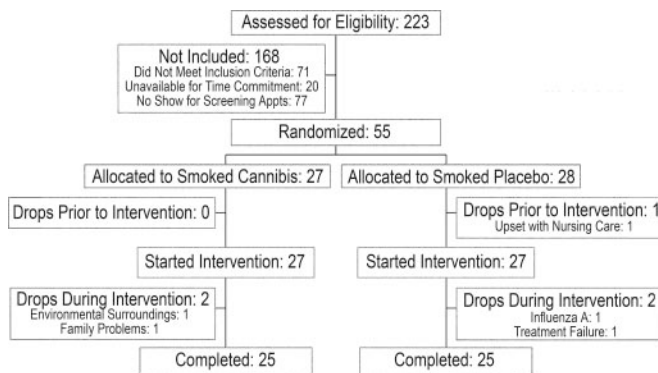 Assessed for Eligibility: 223
Not Included: 168
Did Not Meet Inclusion Criteria: 71
Unavailable for Time Commitment: 20
No Show for Screening Appts: 77
Randomized: 55
Allocated to Smoked Cannibis: 27
Allocated to Smoked Placebo: 28
Drops Prior to Intervention: 0
Drops Prior to Intervention: 1
Upset with Nursing Care: 1
Started Intervention: 27
Started Intervention: 27
Drops During Intervention: 2
Environmental Surroundings: 1
Family Problems: 1
Drops During Intervention: 2
Influenza A: 1
Treatment Failure: 1
Completed: 25
Completed: 25